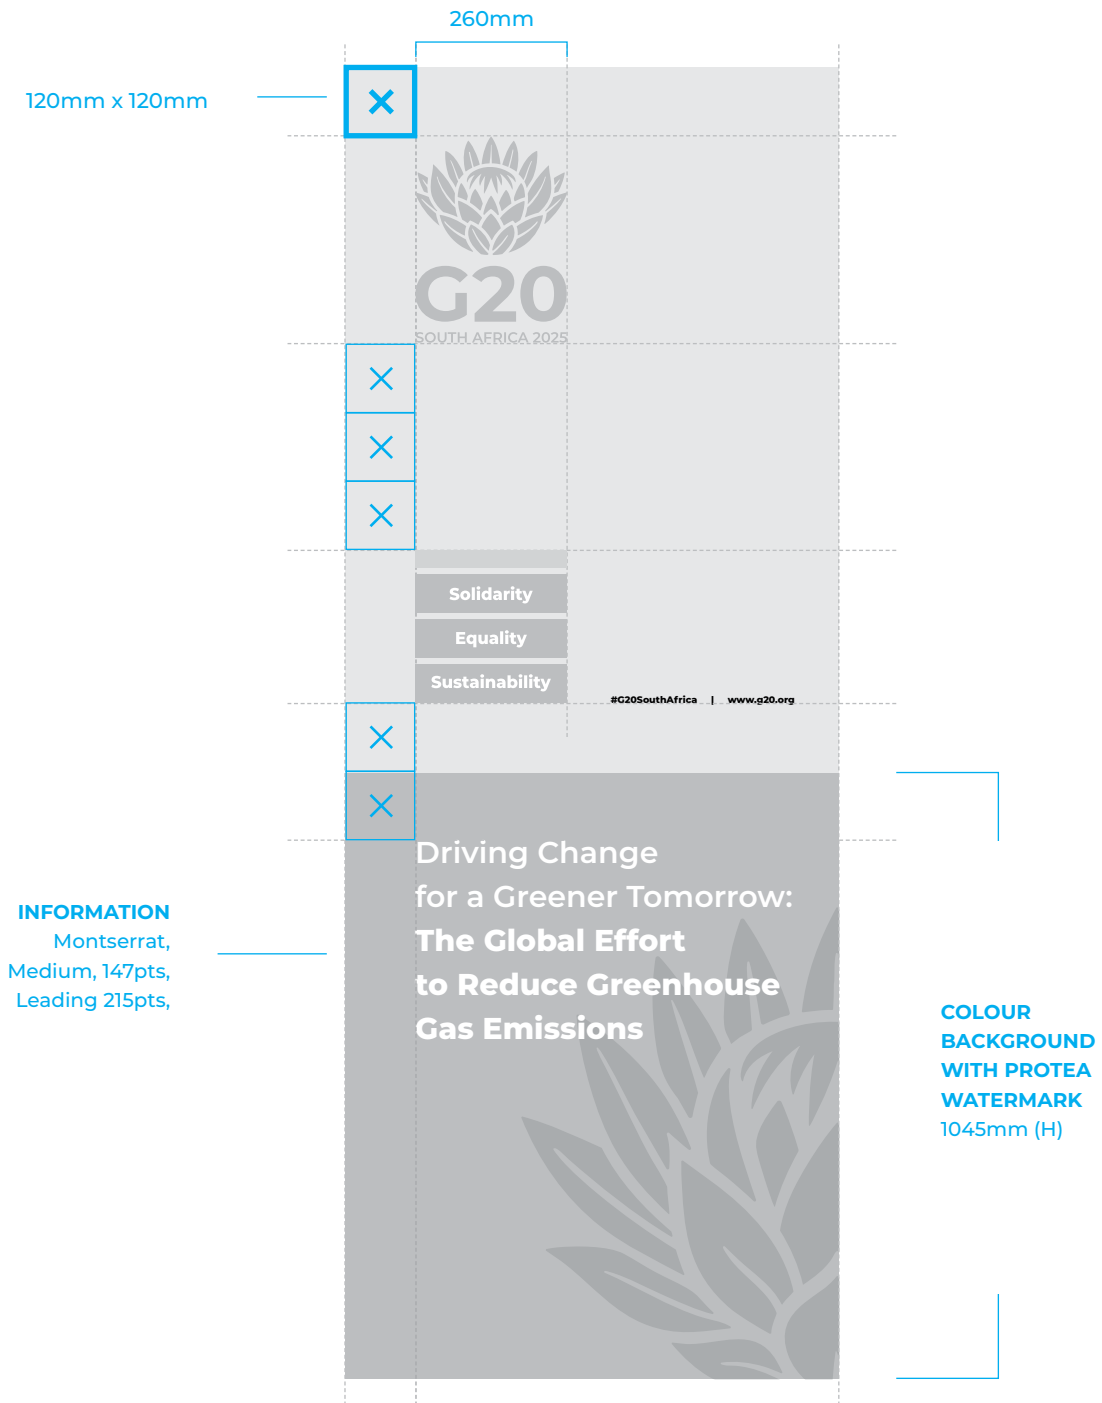 260mm
120mm x 120mm
G20
SOUTH AFRICA 2025
Solidarity
Equality
Sustainability
#G20SouthAfrica | www.g20.org
Driving Change
for a Greener Tomorrow:
The Global Effort
to Reduce Greenhouse
Gas Emissions
INFORMATION
Montserrat,
Medium, 147pts,
Leading 215pts,
COLOUR
BACKGROUND
WITH PROTEA
WATERMARK
1045mm (H)